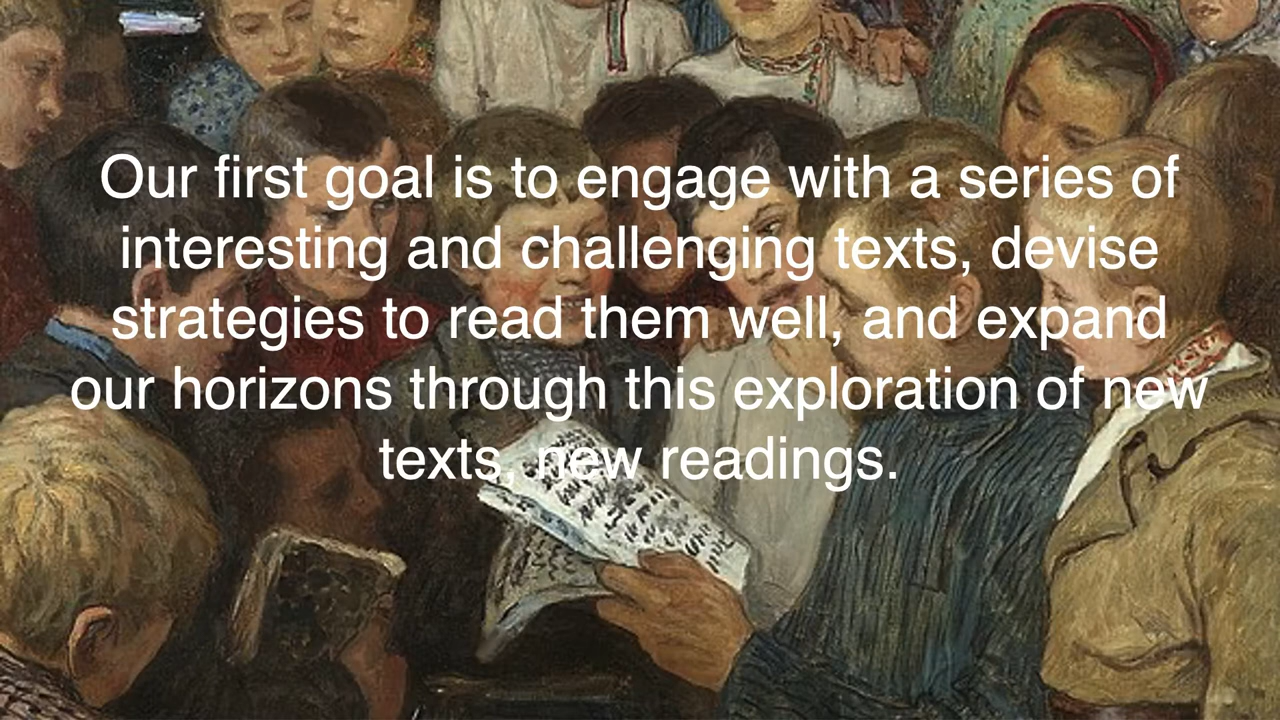 Our first goal is to engage with a series of
interesting and challenging texts, devise
strategies to read them well, and expand
our horizons through this exploration of new
texts, new readings.